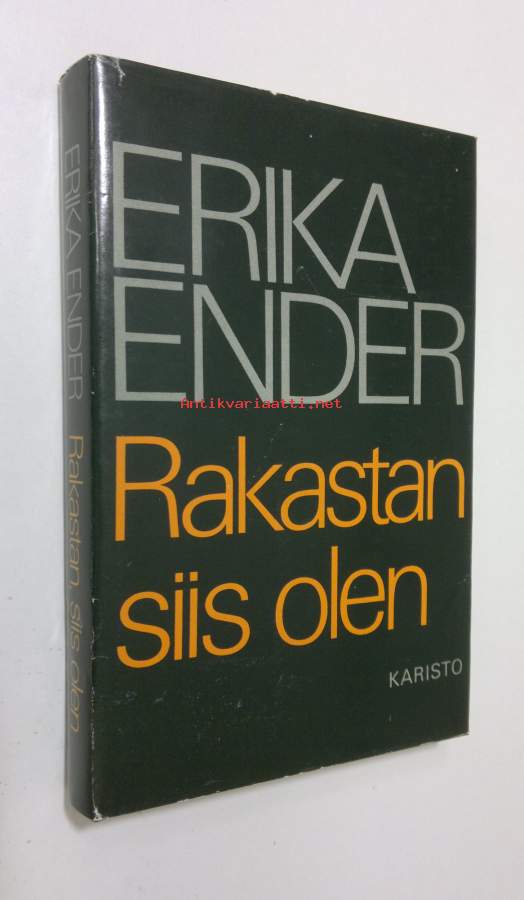 ERIKA ENDER Rakastan siis olen
ERIKA
ENDER
Antikvariaatti.net
Rakastan
siis olen
KARISTO